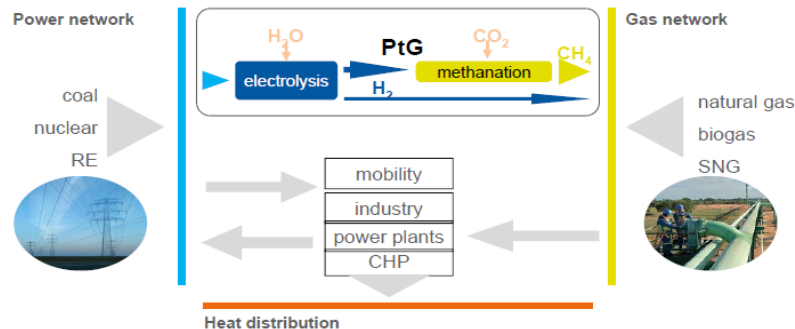 Power network
Gas network
H₂O
PtG
CO₂
CH₄
electrolysis
methanation
H₂
coal
nuclear
RE
natural gas
biogas
SNG
mobility
industry
power plants
CHP
Heat distribution